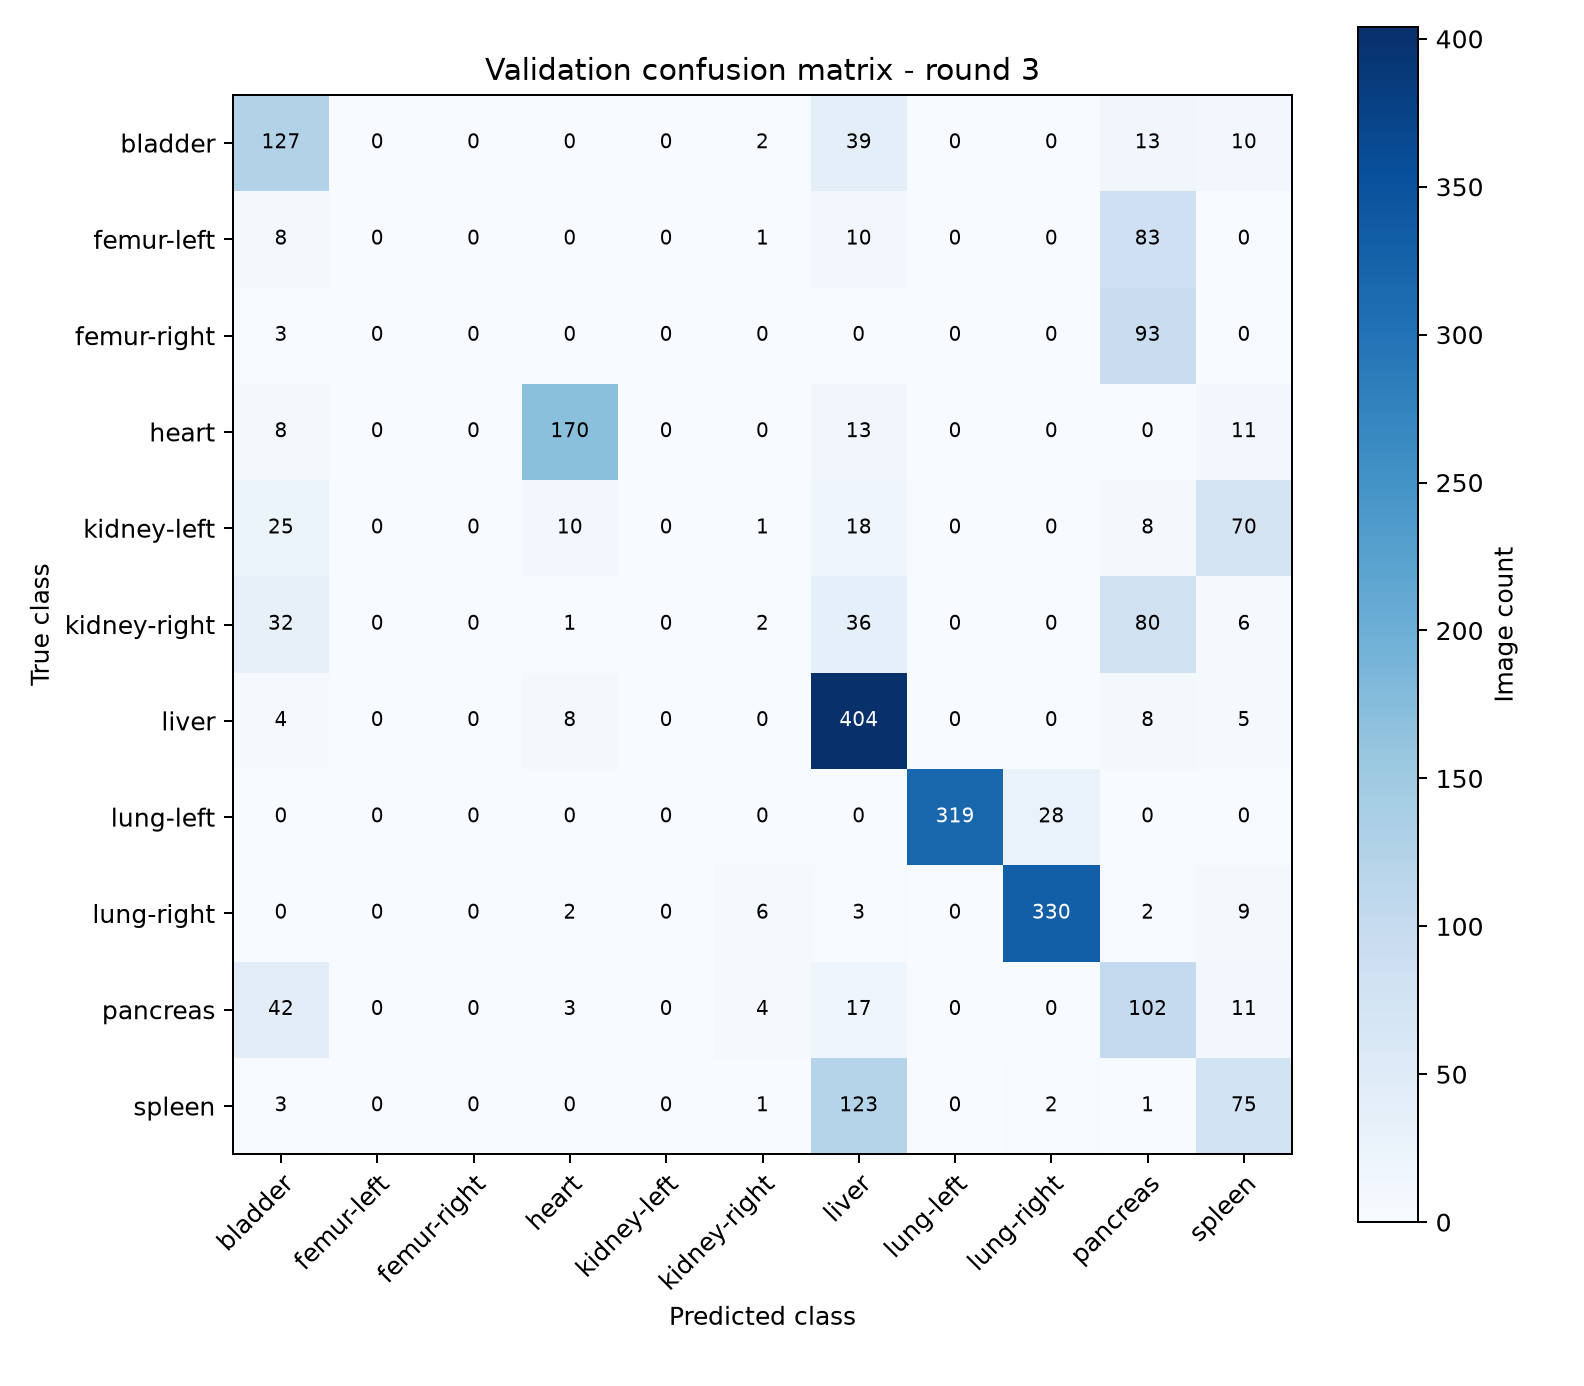 Validation confusion matrix - round 3
True class
bladder 127 0 0 0 0 2 39 0 0 13 10
femur-left 8 0 0 0 0 1 10 0 0 83 0
femur-right 3 0 0 0 0 0 0 0 0 93 0
heart 8 0 0 170 0 0 13 0 0 0 11
kidney-left 25 0 0 10 0 1 18 0 0 8 70
kidney-right 32 0 0 1 0 2 36 0 0 80 6
liver 4 0 0 8 0 0 404 0 0 8 5
lung-left 0 0 0 0 0 0 0 319 28 0 0
lung-right 0 0 0 2 0 6 3 0 330 2 9
pancreas 42 0 0 3 0 4 17 0 0 102 11
spleen 3 0 0 0 0 1 123 0 2 1 75
bladder femur-left femur-right heart kidney-left kidney-right liver lung-left lung-right pancreas spleen
Predicted class
400
350
300
250
200
150
100
50
0
Image count